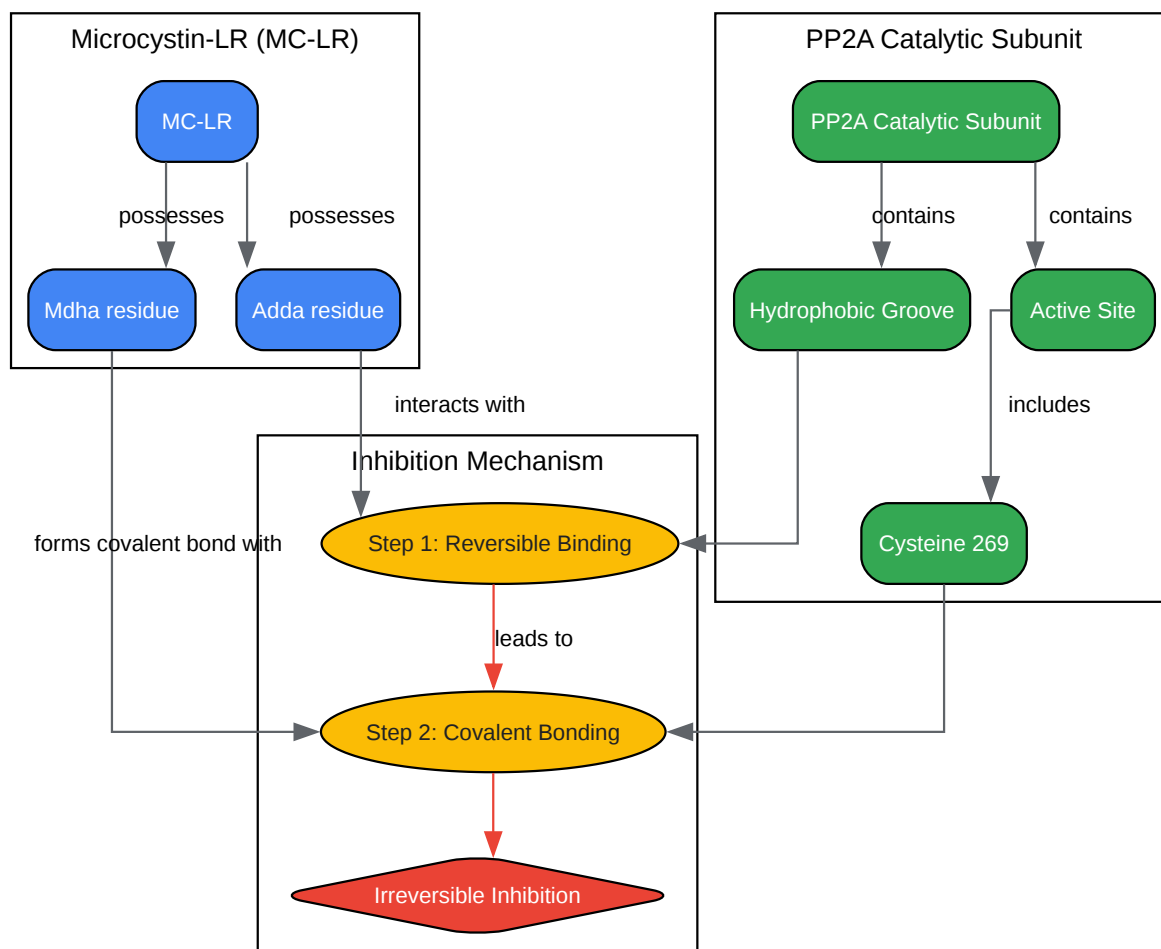 Microcystin-LR (MC-LR)
PP2A Catalytic Subunit
MC-LR
PP2A Catalytic Subunit
possesses
possesses
contains
contains
Mdha residue
Adda residue
Hydrophobic Groove
Active Site
interacts with
includes
Inhibition Mechanism
forms covalent bond with
Step 1: Reversible Binding
Cysteine 269
leads to
Step 2: Covalent Bonding
Irreversible Inhibition